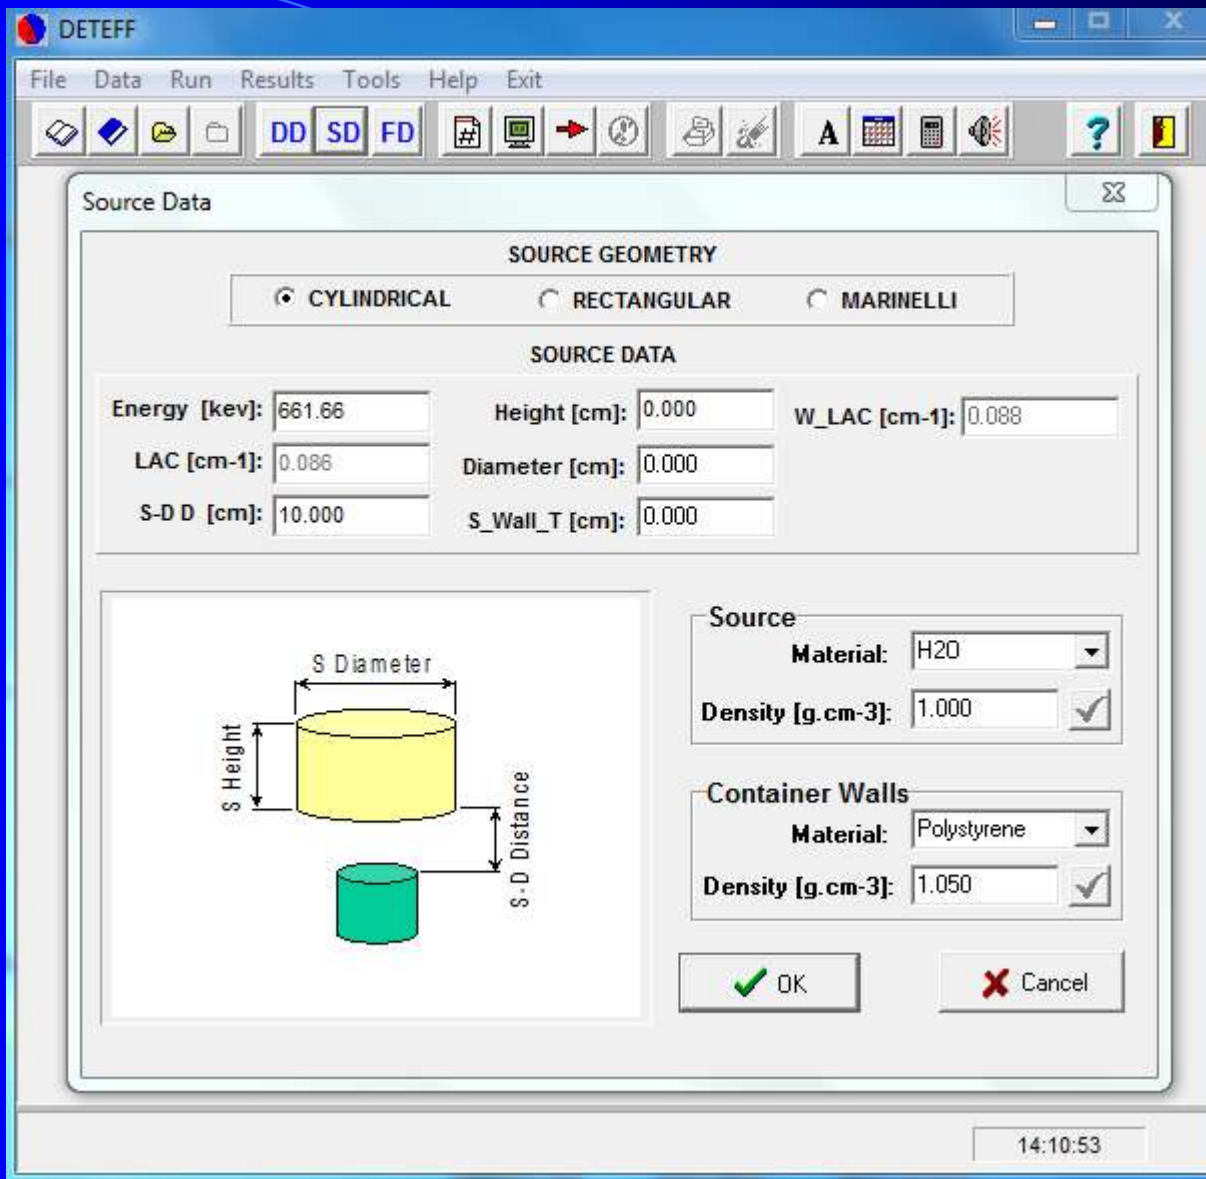 DETEFF
File Data Run Results Tools Help Exit
DD SD FD # A ?
Source Data
SOURCE GEOMETRY
CYLINDRICAL RECTANGULAR MARINELLI
SOURCE DATA
Energy [kev]: 661.66 Height [cm]: 0.000 W_LAC [cm-1]: 0.088
LAC [cm-1]: 0.086 Diameter [cm]: 0.000
S-D D [cm]: 10.000 S_Wall_T [cm]: 0.000
S Diameter
S Height
S-D Distance
Source
Material: H2O
Density [g.cm-3]: 1.000
Container Walls
Material: Polystyrene
Density [g.cm-3]: 1.050
OK Cancel
14:10:53